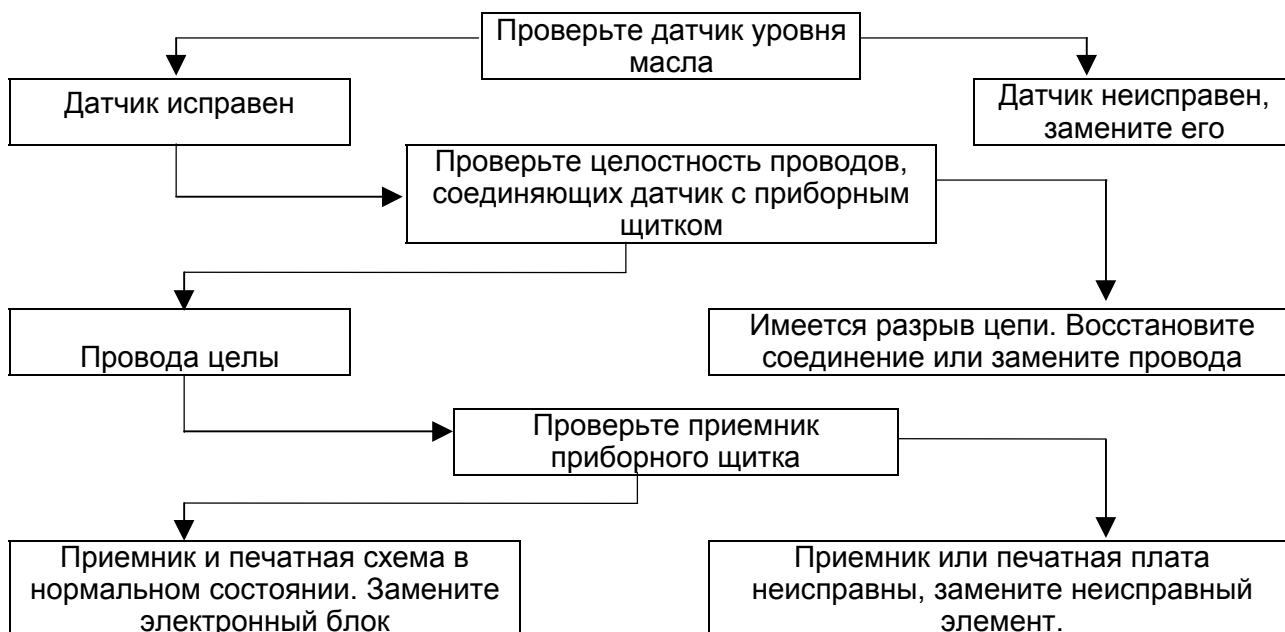 Проверьте датчик уровня
масла
Датчик исправен
Датчик неисправен,
замените его
Проверьте целостность проводов,
соединяющих датчик с приборным
щитком
Провода целы
Имеется разрыв цепи. Восстановите
соединение или замените провода
Проверьте приемник
приборного щитка
Приемник и печатная схема в
нормальном состоянии. Замените
электронный блок
Приемник или печатная плата
неисправны, замените неисправный
элемент.